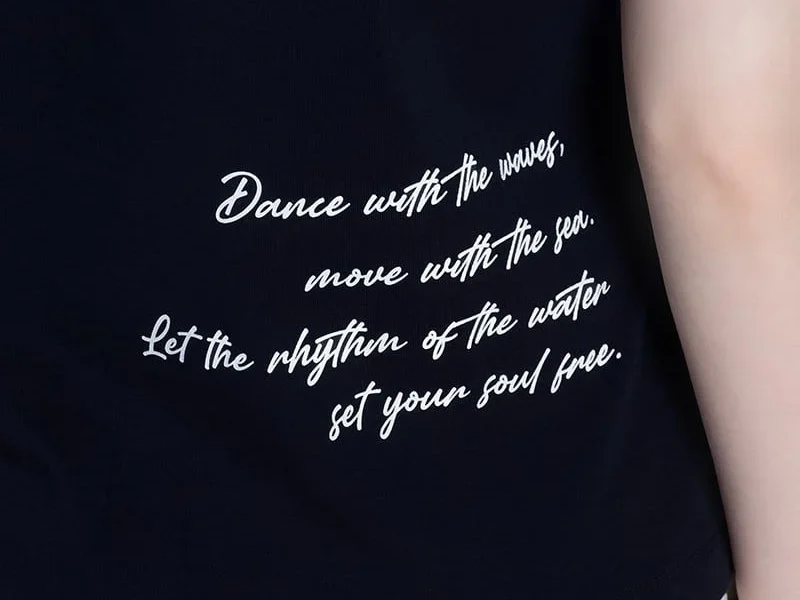 Dance with the waves,
move with the sea.
Let the rhythm of the water
set your soul free.